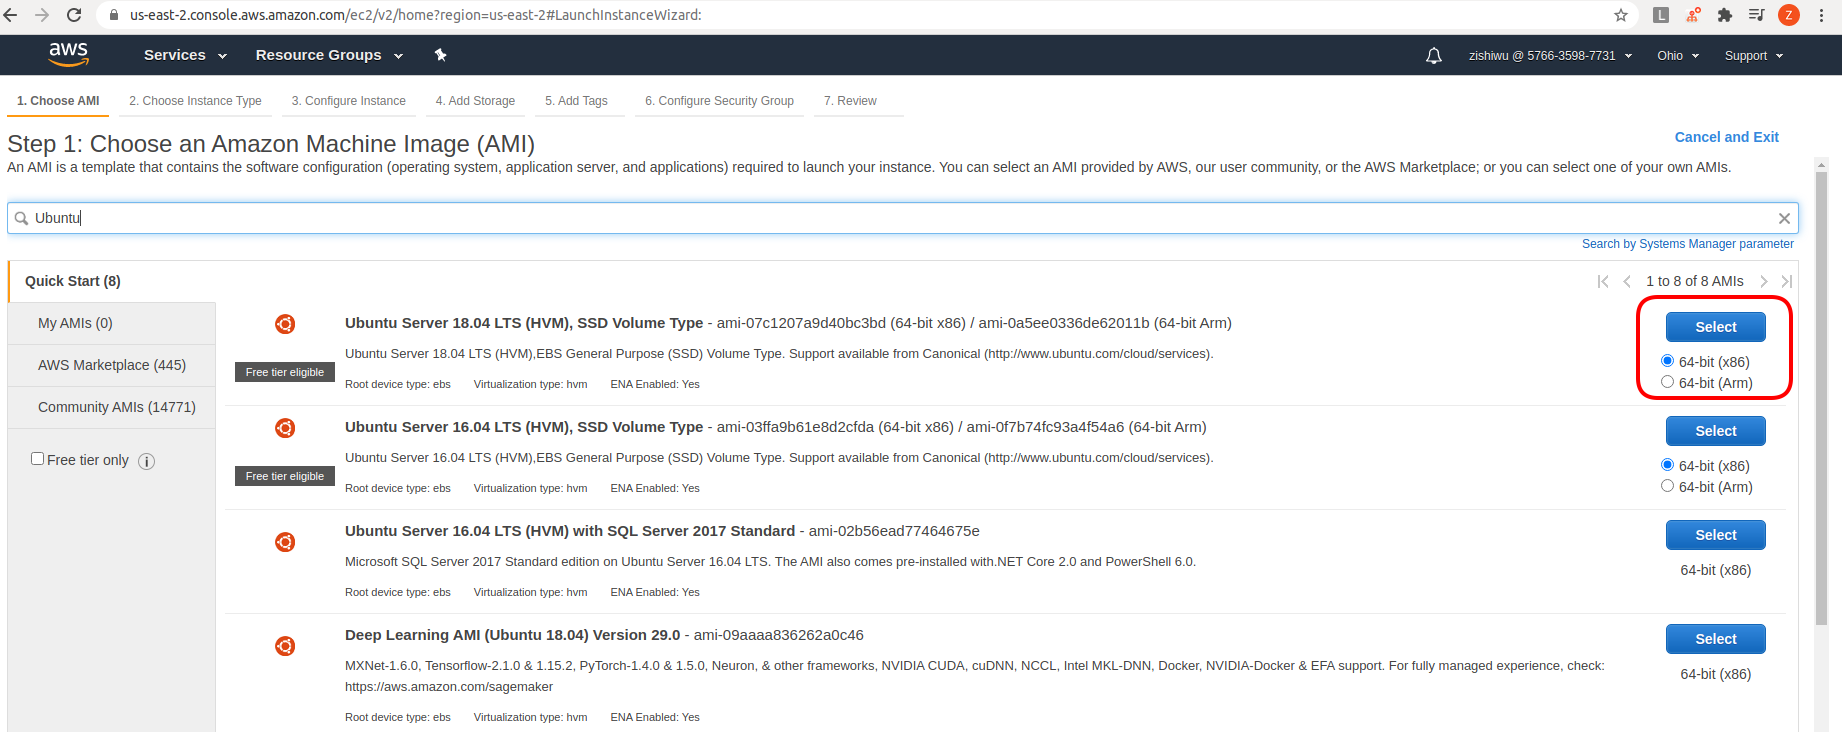 us-east-2.console.aws.amazon.com/ec2/v2/home?region=us-east-2#LaunchInstanceWizard:
L
Z
aws
Services
Resource Groups
zishiwu @ 5766-3598-7731
Ohio
Support
1. Choose AMI
2. Choose Instance Type
3. Configure Instance
4. Add Storage
5. Add Tags
6. Configure Security Group
7. Review
Step 1: Choose an Amazon Machine Image (AMI)
Cancel and Exit
An AMI is a template that contains the software configuration (operating system, application server, and applications) required to launch your instance. You can select an AMI provided by AWS, our user community, or the AWS Marketplace; or you can select one of your own AMIs.
Ubuntu
Search by Systems Manager parameter
Quick Start (8)
1 to 8 of 8 AMIs
My AMIs (0)
AWS Marketplace (445)
Community AMIs (14771)
Free tier only
Ubuntu Server 18.04 LTS (HVM), SSD Volume Type - ami-07c1207a9d40bc3bd (64-bit x86) / ami-0a5ee0336de62011b (64-bit Arm)
Select
Ubuntu Server 18.04 LTS (HVM),EBS General Purpose (SSD) Volume Type. Support available from Canonical (http://www.ubuntu.com/cloud/services).
64-bit (x86)
Free tier eligible
Root device type: ebs Virtualization type: hvm ENA Enabled: Yes
64-bit (Arm)
Ubuntu Server 16.04 LTS (HVM), SSD Volume Type - ami-03ffa9b61e8d2cfda (64-bit x86) / ami-0f7b74fc93a4f54a6 (64-bit Arm)
Select
Ubuntu Server 16.04 LTS (HVM),EBS General Purpose (SSD) Volume Type. Support available from Canonical (http://www.ubuntu.com/cloud/services).
64-bit (x86)
Free tier eligible
Root device type: ebs Virtualization type: hvm ENA Enabled: Yes
64-bit (Arm)
Ubuntu Server 16.04 LTS (HVM) with SQL Server 2017 Standard - ami-02b56ead77464675e
Select
Microsoft SQL Server 2017 Standard edition on Ubuntu Server 16.04 LTS. The AMI also comes pre-installed with.NET Core 2.0 and PowerShell 6.0.
64-bit (x86)
Root device type: ebs Virtualization type: hvm ENA Enabled: Yes
Deep Learning AMI (Ubuntu 18.04) Version 29.0 - ami-09aaaa836262a0c46
Select
MXNet-1.6.0, Tensorflow-2.1.0 & 1.15.2, PyTorch-1.4.0 & 1.5.0, Neuron, & other frameworks, NVIDIA CUDA, cuDNN, NCCL, Intel MKL-DNN, Docker, NVIDIA-Docker & EFA support. For fully managed experience, check:
64-bit (x86)
https://aws.amazon.com/sagemaker
Root device type: ebs Virtualization type: hvm ENA Enabled: Yes